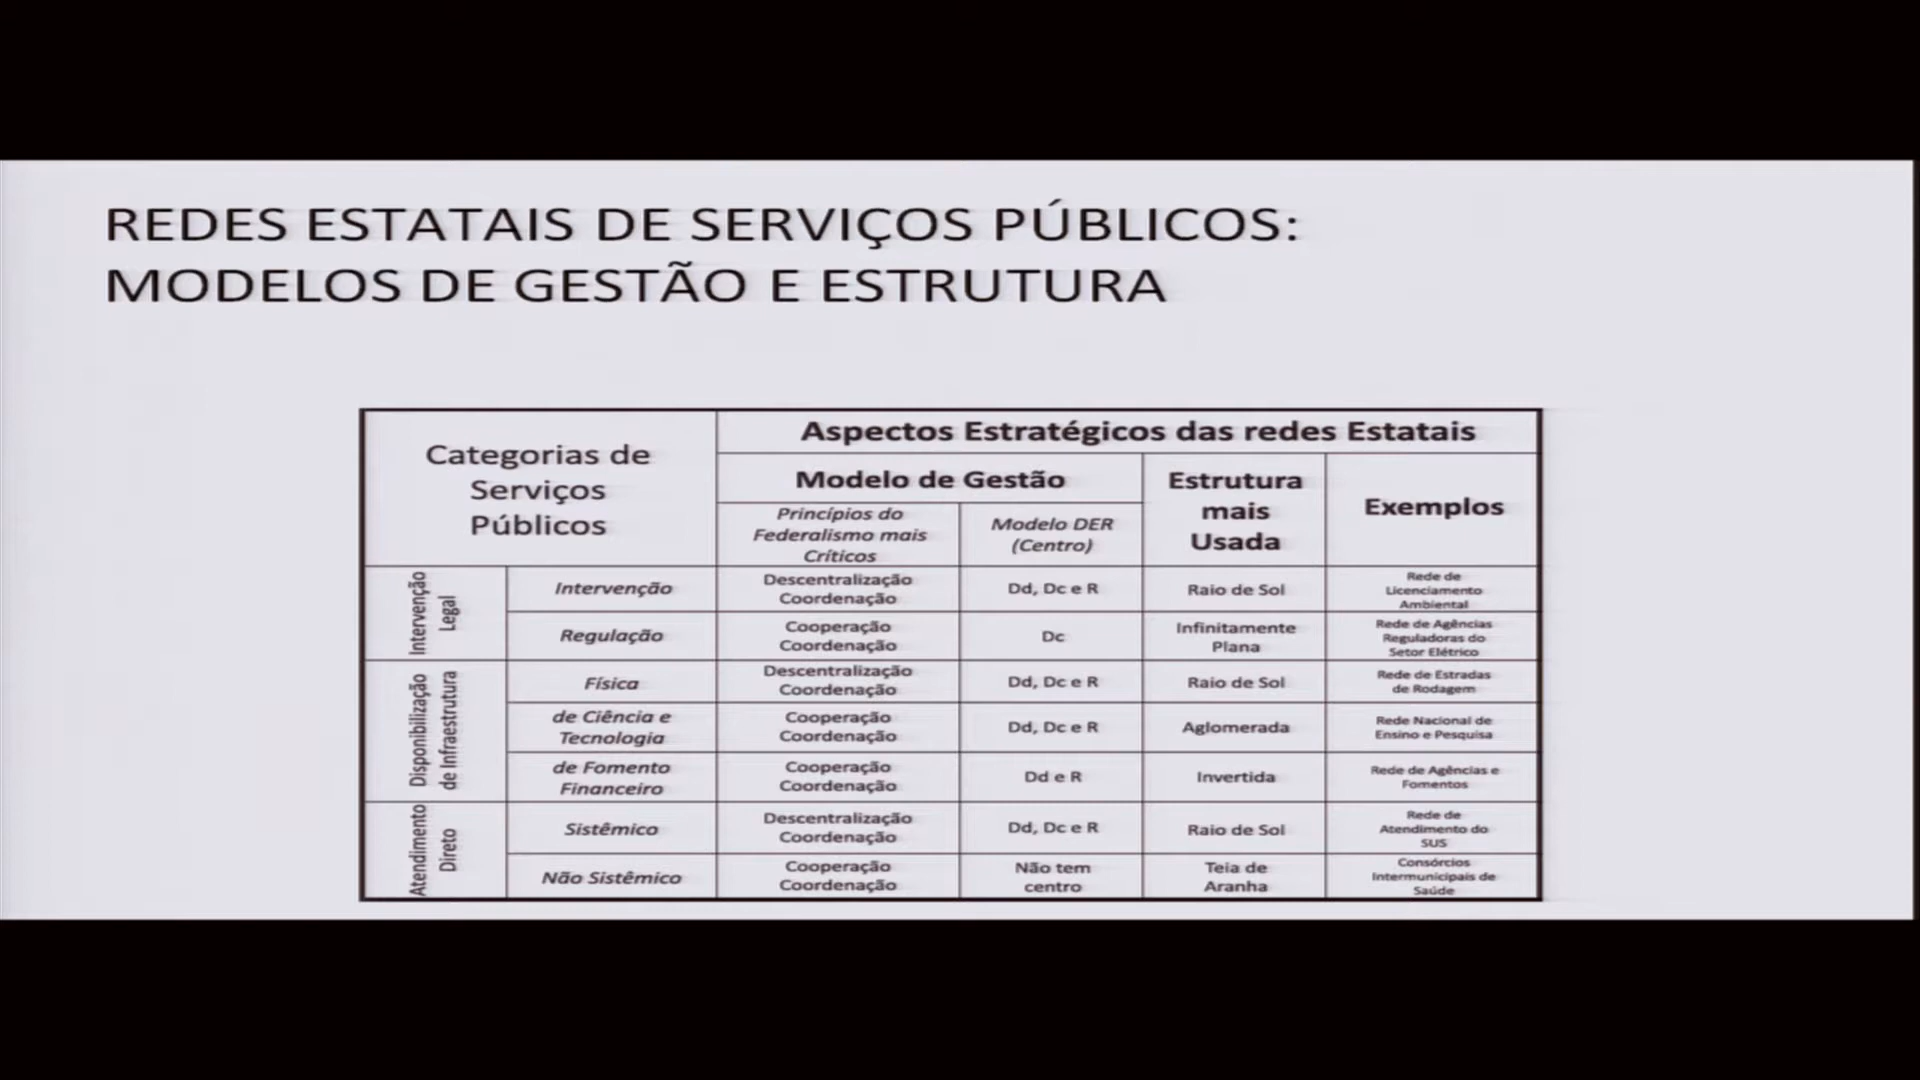 REDES ESTATAIS DE SERVIÇOS PÚBLICOS:
MODELOS DE GESTÃO E ESTRUTURA
Categorias de
Serviços
Públicos
Aspectos Estratégicos das redes Estatais
Modelo de Gestão
Estrutura
mais
Usada
Exemplos
Princípios do
Federalismo mais
Críticos
Modelo DER
(Centro)
Intervenção
Legal
Intervenção
Descentralização
Coordenação
Dd, Dc e R
Raio de Sol
Rede de
Licenciamento
Ambiental
Regulação
Cooperação
Coordenação
Dc
Infinitamente
Plana
Rede de Agências
Reguladoras do
Setor Elétrico
Disponibilização
de Infraestrutura
Física
Descentralização
Coordenação
Dd, Dc e R
Raio de Sol
Rede de Estradas
de Rodagem
de Ciência e
Tecnologia
Cooperação
Coordenação
Dd, Dc e R
Aglomerada
Rede Nacional de
Ensino e Pesquisa
de Fomento
Financeiro
Cooperação
Coordenação
Dd e R
Invertida
Rede de Agências e
Fomentos
Atendimento
Direto
Sistêmico
Descentralização
Coordenação
Dd, Dc e R
Raio de Sol
Rede de
Atendimento do
SUS
Não Sistêmico
Cooperação
Coordenação
Não tem
centro
Teia de
Aranha
Consórcios
Intermunicipais de
Saúde